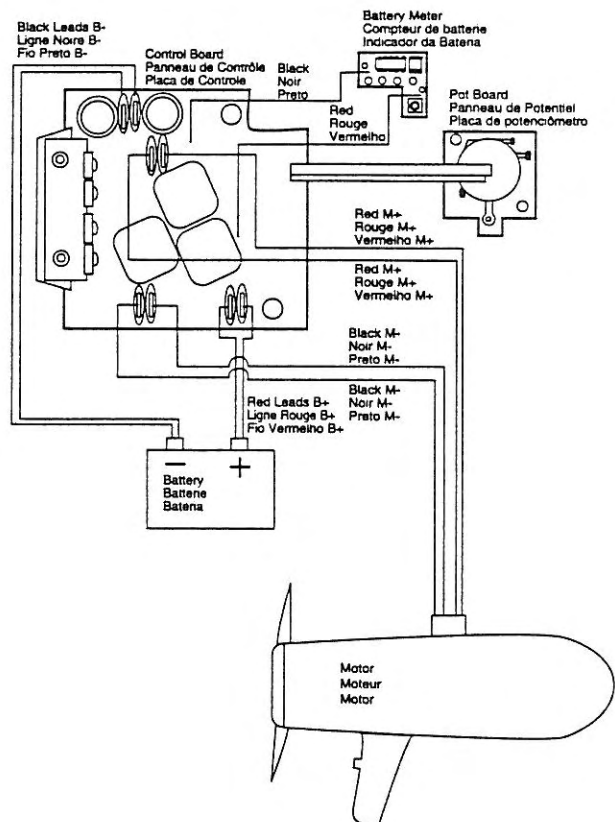 Black Leads B-
Ligne Noire B-
Fio Preto B-
Control Board
Panneau de Contrôle
Placa de Controle
Black
Noir
Preto
Battery Meter
Compteur de batterie
Indicador da Bateria
Red
Rouge
Vermelho
Pot Board
Panneau de Potentiel
Placa de potenciômetro
Red M+
Rouge M+
Vermelho M+
Red M+
Rouge M+
Vermelho M+
Black M-
Noir M-
Preto M-
Black M-
Noir M-
Preto M-
Red Leads B+
Ligne Rouge B+
Fio Vermelho B+
− +
Battery
Batterie
Bateria
Motor
Moteur
Motor